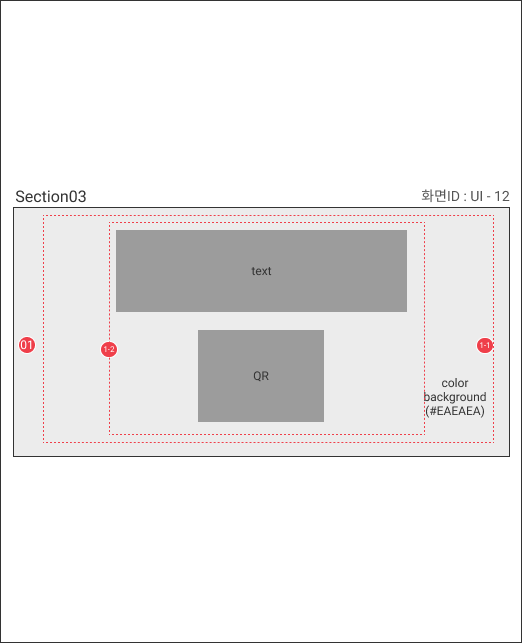 Section03
화면ID : UI - 12
text
01
1-2
1-1
QR
color
background
(#EAEAEA)